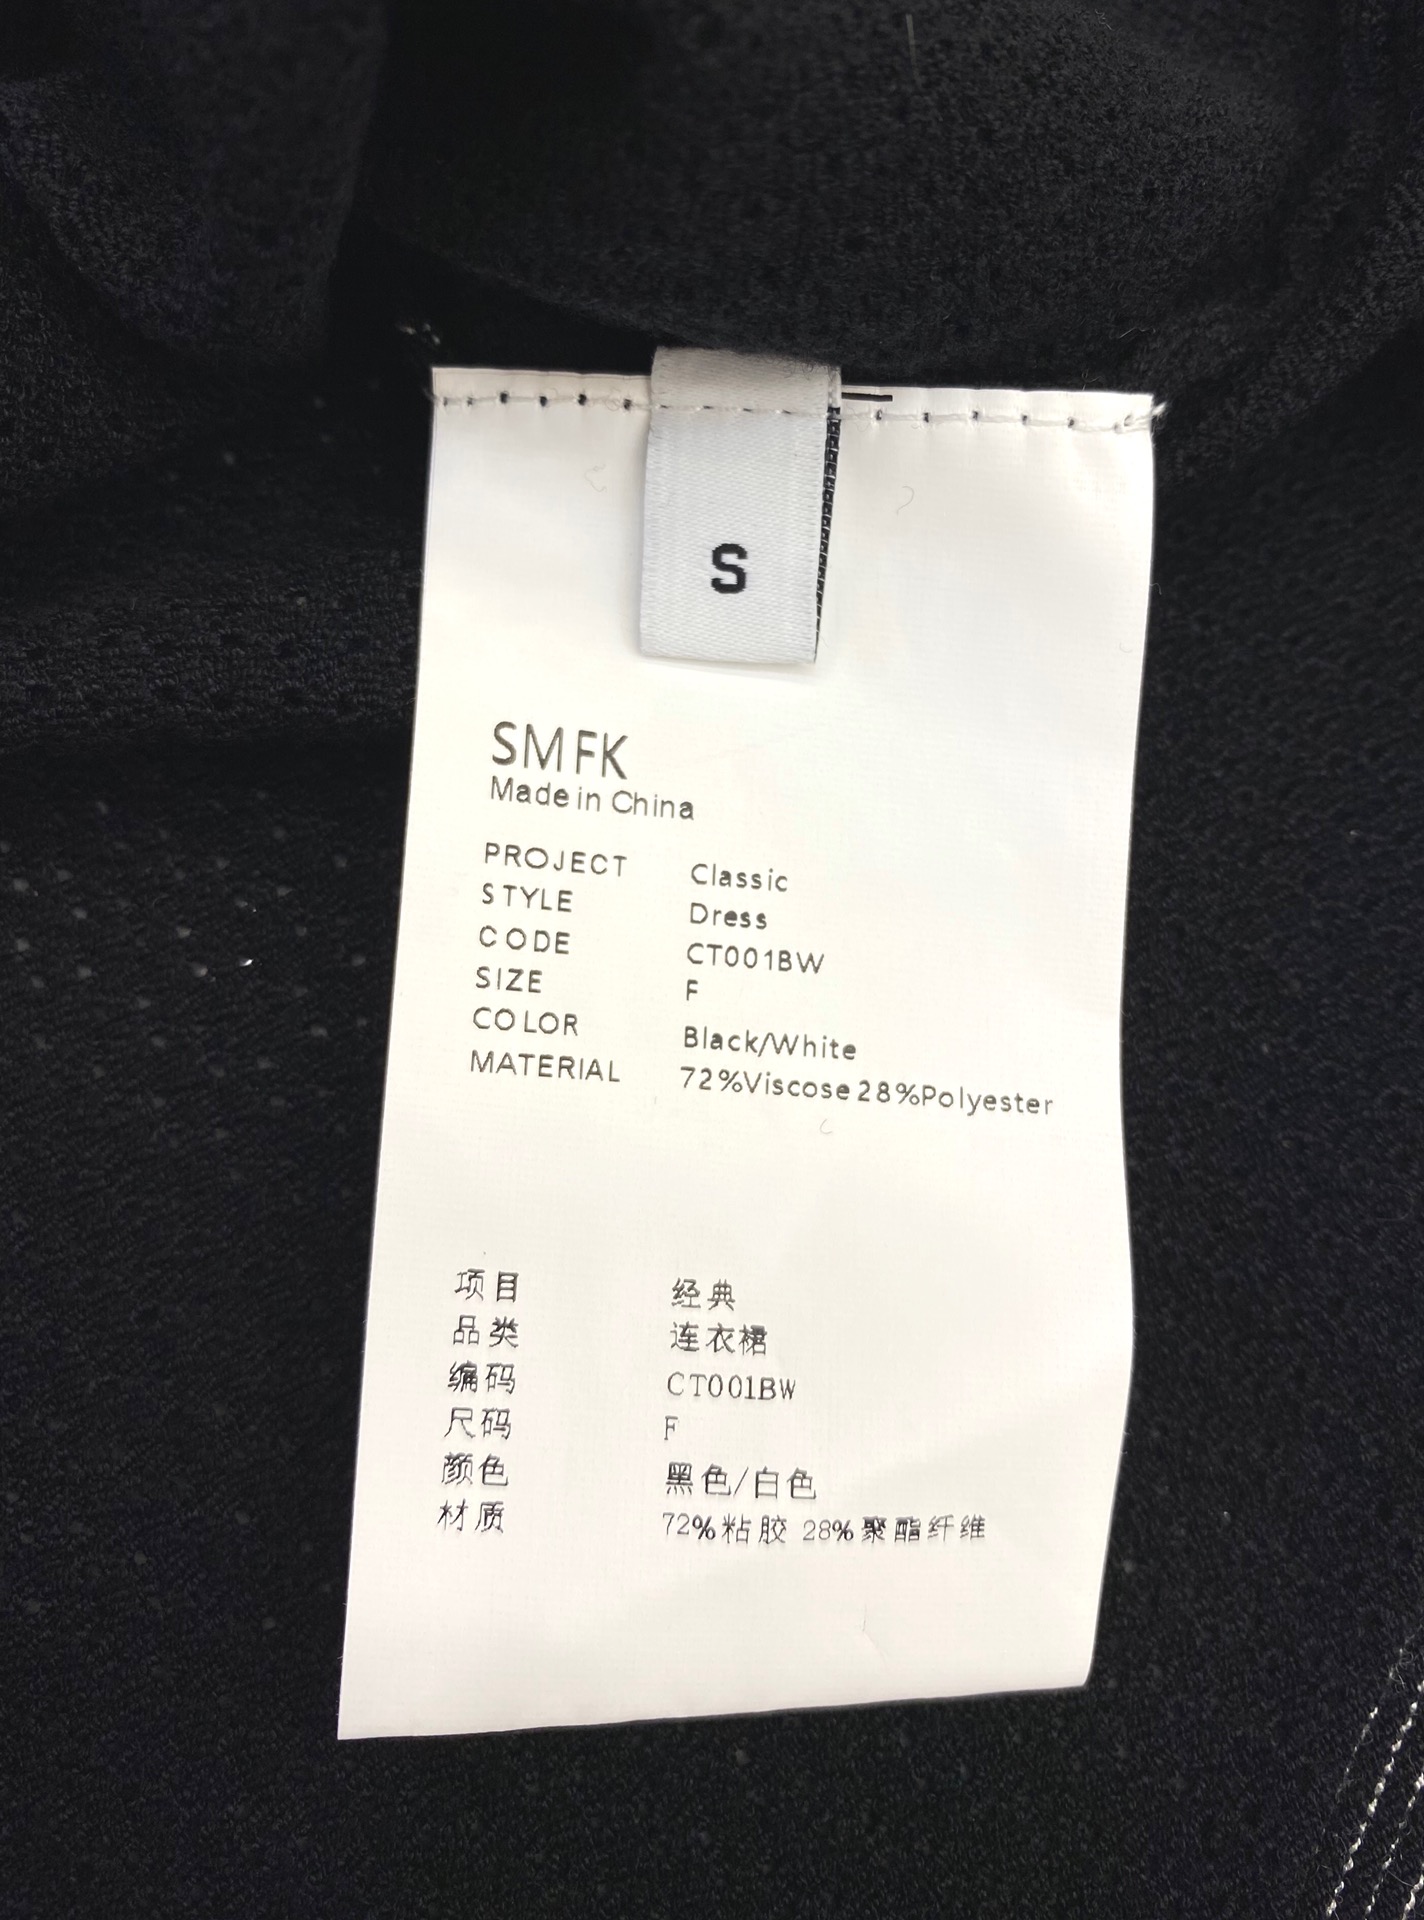 S
SMFK
Made in China
PROJECT Classic
STYLE Dress
CODE CT001BW
SIZE F
COLOR Black/White
MATERIAL 72%Viscose 28%Polyester
项目 经典
品类 连衣裙
编码 CT001BW
尺码 F
颜色 黑色/白色
材质 72%粘胶 28%聚酯纤维